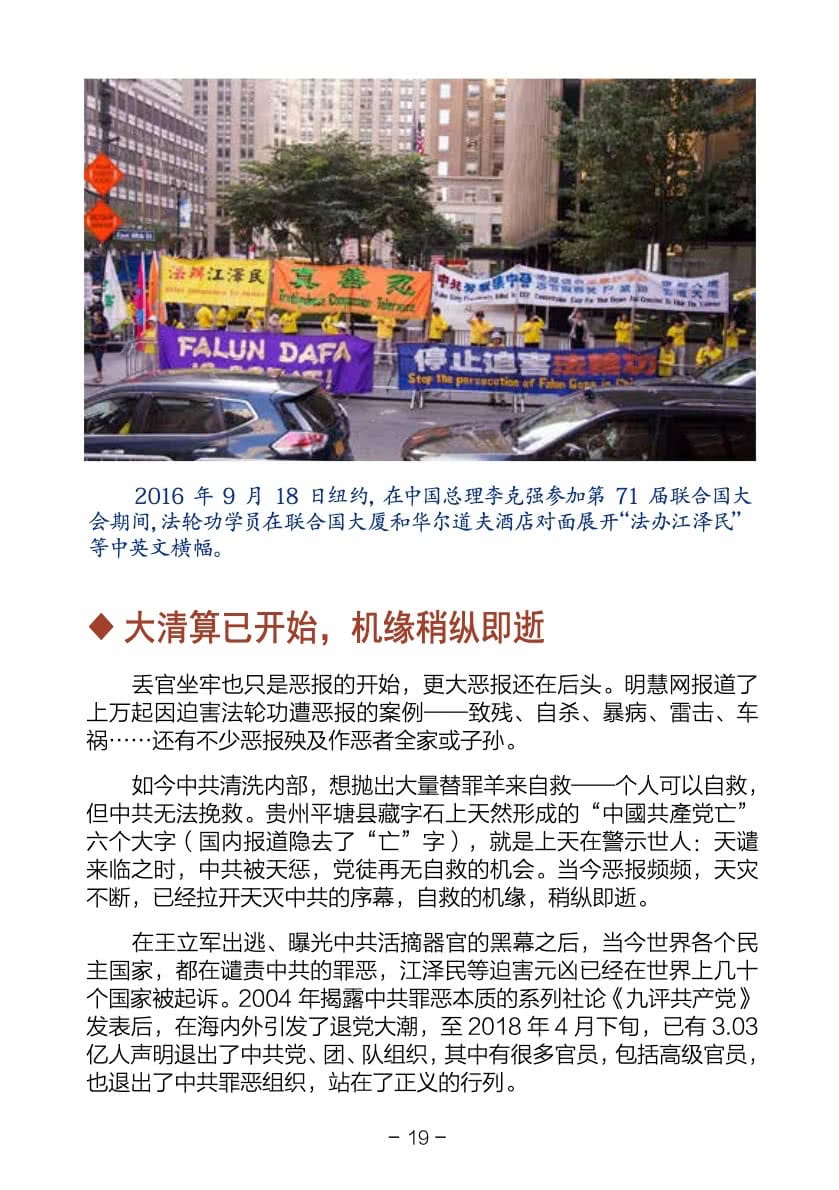 法办江泽民
真善忍
Truthfulness Compassion Tolerance
FALUN DAFA
停止迫害法轮功
Stop the persecution of Falun Gong in
2016 年 9 月 18 日纽约, 在中国总理李克强参加第 71 届联合国大
会期间, 法轮功学员在联合国大厦和华尔道夫酒店对面展开“法办江泽民”
等中英文横幅。
◆ 大清算已开始，机缘稍纵即逝
丢官坐牢也只是恶报的开始，更大恶报还在后头。明慧网报道了
上万起因迫害法轮功遭恶报的案例——致残、自杀、暴病、雷击、车
祸……还有不少恶报殃及作恶者全家或子孙。
如今中共清洗内部，想抛出大量替罪羊来自救——个人可以自救，
但中共无法挽救。贵州平塘县藏字石上天然形成的“中國共產党亡”
六个大字（国内报道隐去了“亡”字），就是上天在警示世人：天谴
来临之时，中共被天惩，党徒再无自救的机会。当今恶报频频，天灾
不断，已经拉开天灭中共的序幕，自救的机缘，稍纵即逝。
在王立军出逃、曝光中共活摘器官的黑幕之后，当今世界各个民
主国家，都在谴责中共的罪恶，江泽民等迫害元凶已经在世界上几十
个国家被起诉。2004 年揭露中共罪恶本质的系列社论《九评共产党》
发表后，在海内外引发了退党大潮，至 2018 年 4 月下旬，已有 3.03
亿人声明退出了中共党、团、队组织，其中有很多官员，包括高级官员，
也退出了中共罪恶组织，站在了正义的行列。
- 19 -